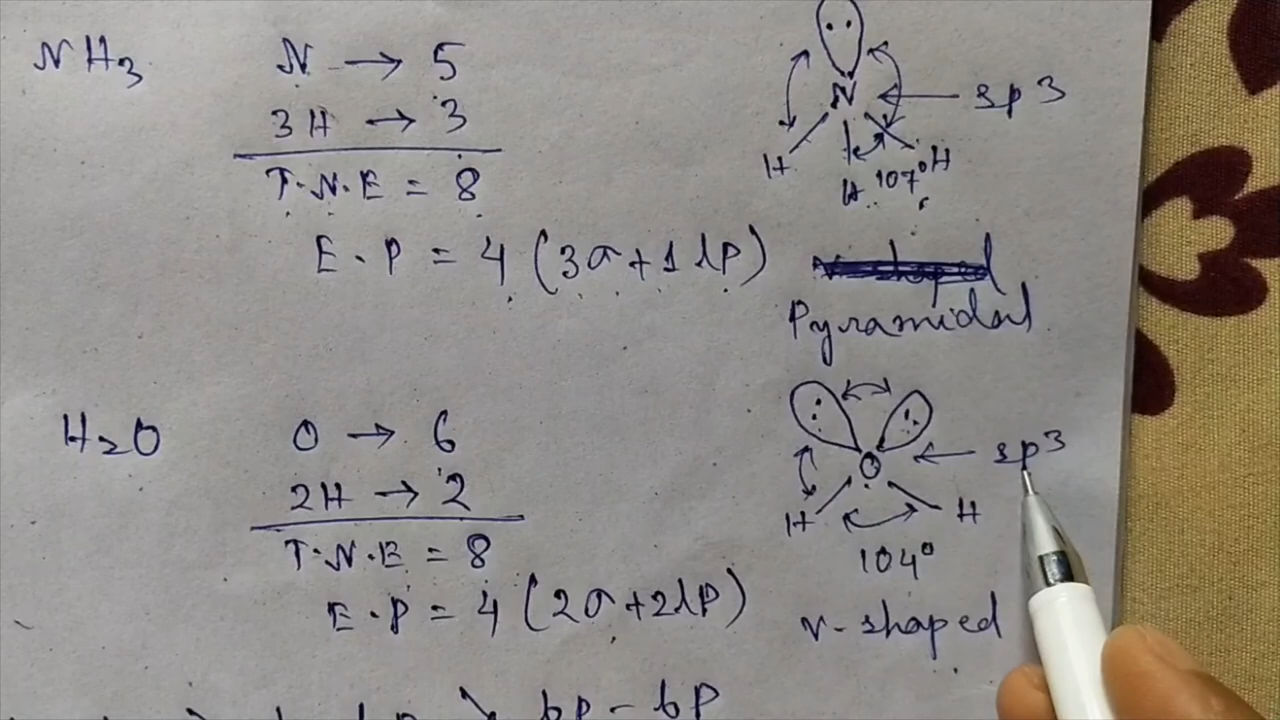 NH3
N → 5
3H → 3
T.N.E = 8
E.P = 4 (3σ+1lp)
N
sp3
H
H
H
107°
Pyramidal
H2O
O → 6
2H → 2
T.N.E = 8
E.P = 4 (2σ+2lp)
O
sp3
H
H
104°
v-shaped
bp - bp